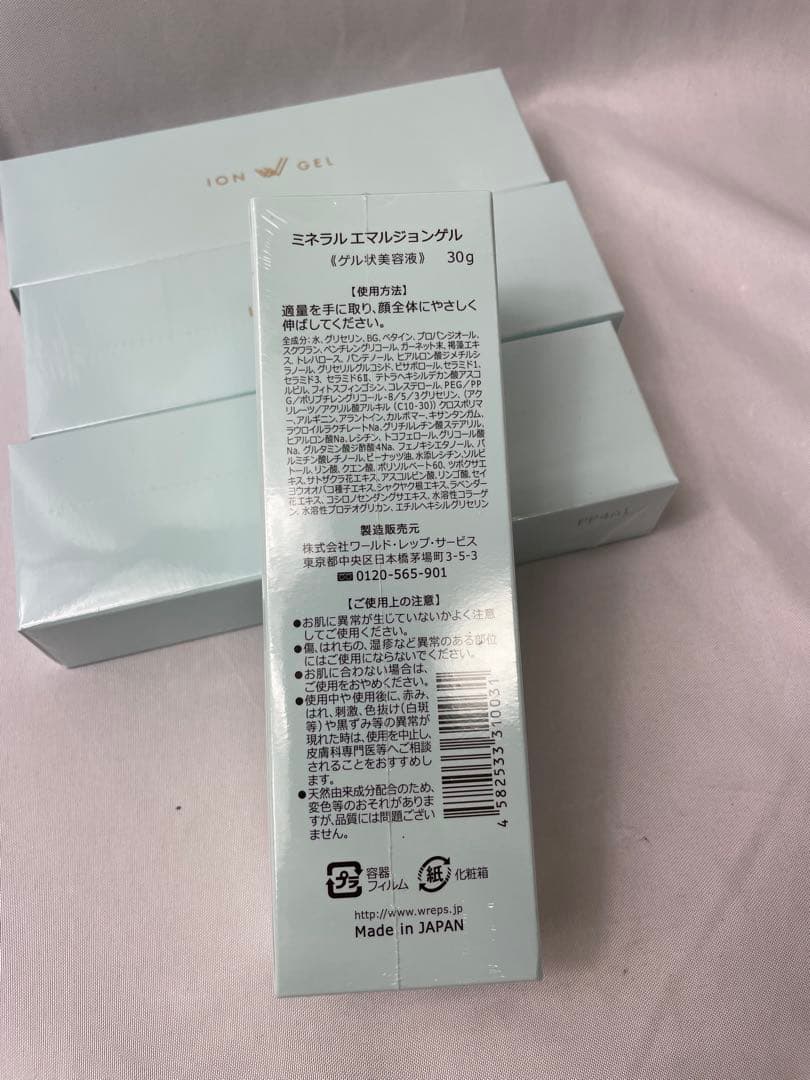 ION GEL
ミネラル エマルジョンゲル
《ゲル状美容液》 30g
【使用方法】
適量を手に取り、顔全体にやさしく
伸ばしてください。
全成分：水、グリセリン、BG、ベタイン、プロパンジオール、
スクワラン、ペンチレングリコール、ガーネット末、褐藻エキ
ス、トレハロース、パンテノール、ヒアルロン酸ジメチルシ
ラノール、グリセリルグルコシド、ビサボロール、セラミド1、
セラミド3、セラミド6Ⅱ、テトラヘキシルデカン酸アスコ
ルビル、フィトスフィンゴシン、コレステロール、PEG/PP
G/ポリブチレングリコール-8/5/3グリセリン、(アク
リレーツ/アクリル酸アルキル(C10-30))クロスポリマ
ー、アルギニン、アラントイン、カルボマー、キサンタンガム、
ラウロイルラクチレートNa、グリチルレチン酸ステアリル、
ヒアルロン酸Na、レシチン、トコフェロール、グリコール酸
Na、グルタミン酸ジ酢酸4Na、フェノキシエタノール、パ
ルミチン酸レチノール、ピーナッツ油、水添レシチン、ソルビ
トール、リン酸、クエン酸、ポリソルベート60、ツボクサエ
キス、サトザクラ花エキス、アスコルビン酸、リンゴ酸、セイ
ヨウオオバコ種子エキス、シャクヤク根エキス、ラベンダー
花エキス、コシロノセンダングサエキス、水溶性コラーゲ
ン、水溶性プロテオグリカン、エチルヘキシルグリセリン
製造販売元
株式会社ワールド・レップ・サービス
東京都中央区日本橋茅場町3-5-3
0120-565-901
【ご使用上の注意】
●お肌に異常が生じていないかよく注意
してご使用ください。
●傷、はれもの、湿疹など異常のある部位
にはご使用にならないでください。
●お肌に合わない場合は、
ご使用をおやめください。
●使用中や使用後に、赤み、
はれ、刺激、色抜け(白斑
等)や黒ずみ等の異常が
現れた時は、使用を中止し、
皮膚科専門医等へご相談
されることをおすすめし
ます。
●天然由来成分配合のため、
変色等のおそれがありま
すが、品質には問題ござい
ません。
4 582533 310031
プラ 容器
フィルム
紙 化粧箱
http://www.wreps.jp
Made in JAPAN